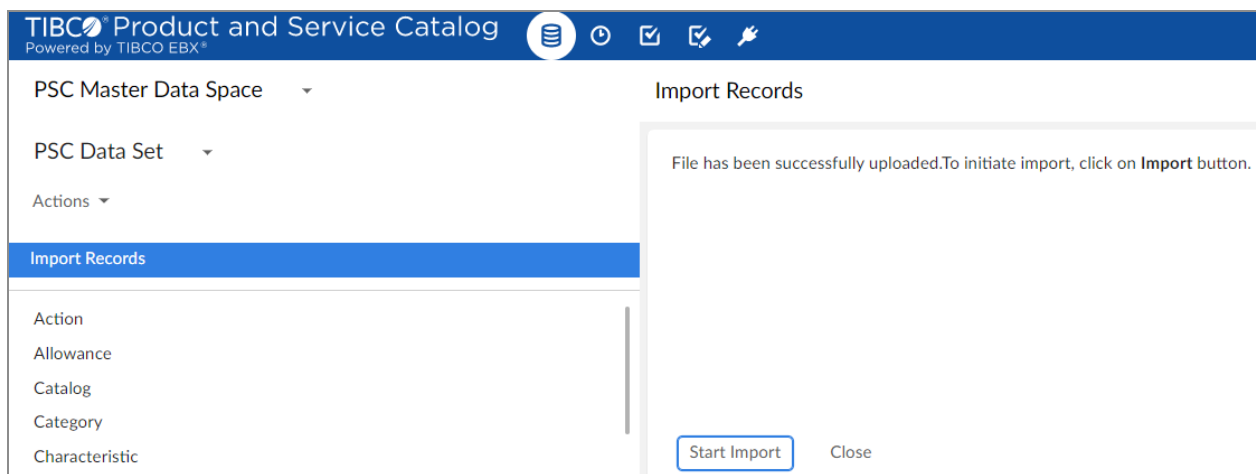 TIBCO® Product and Service Catalog
Powered by TIBCO EBX®
PSC Master Data Space
Import Records
PSC Data Set
File has been successfully uploaded.To initiate import, click on Import button.
Actions
Import Records
Action
Allowance
Catalog
Category
Characteristic
Start Import
Close